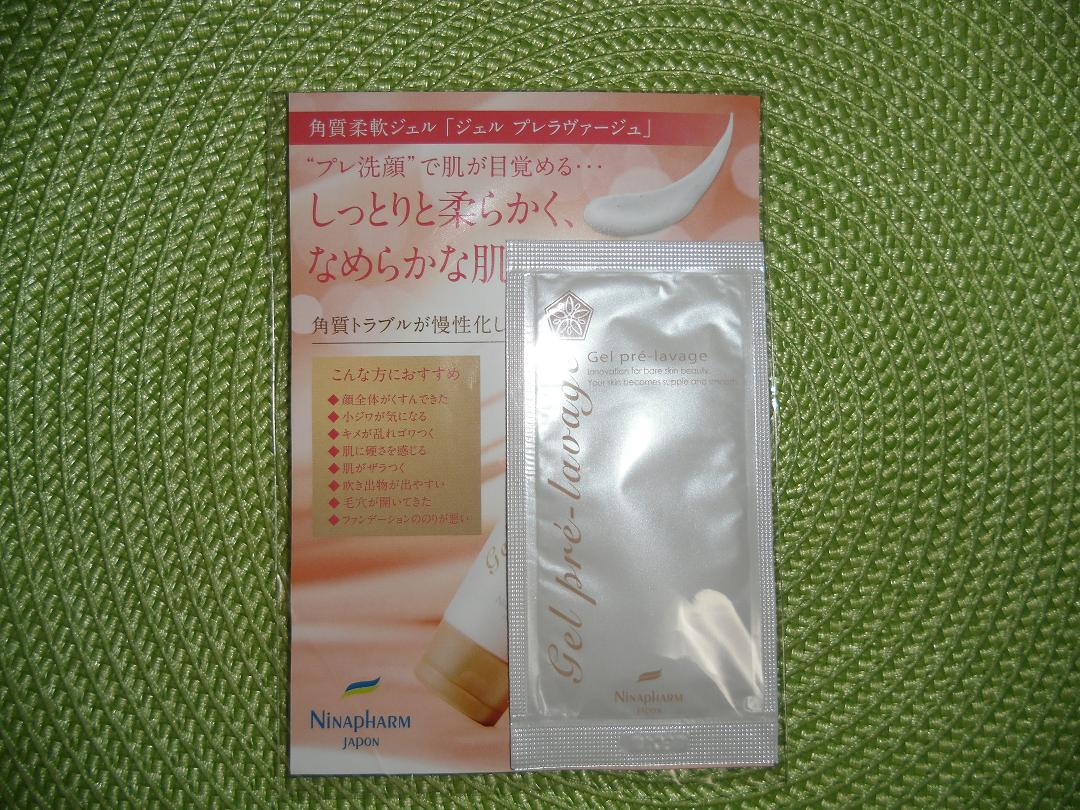 角質柔軟ジェル「ジェル プレラヴァージュ」
“プレ洗顔”で肌が目覚める・・・
しっとりと柔らかく、
なめらかな肌
角質トラブルが慢性化し
こんな方におすすめ
◆顔全体がくすんできた
◆小ジワが気になる
◆キメが乱れゴワつく
◆肌に硬さを感じる
◆肌がザラつく
◆吹き出物が出やすい
◆毛穴が開いてきた
◆ファンデーションののりが悪い
NINAPHARM
JAPON
Gel pré-lavage
Innovation for bare skin beauty.
Your skin becomes supple and smooth.
Gel pré-lavage
NINAPHARM
JAPON